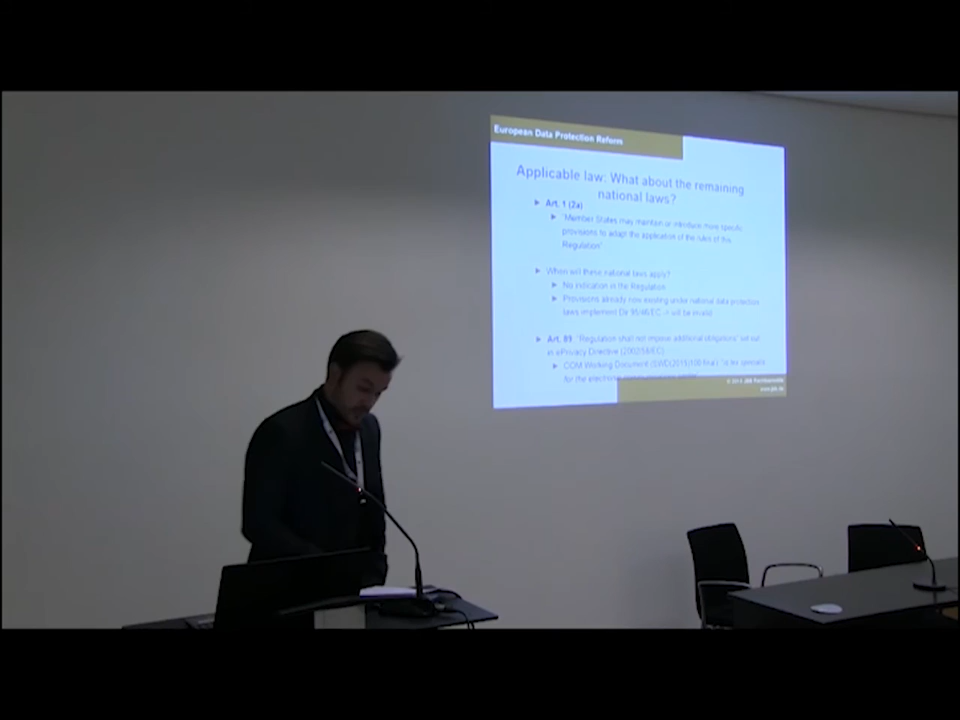 European Data Protection Reform
Applicable law: What about the remaining
national laws?
Art. 1 (2a)
"Member States may maintain or introduce more specific
provisions to adapt the application of the rules of this
Regulation"
When will these national laws apply?
No indication in the Regulation
Provisions already now existing under national data protection
laws implement Dir 95/46/EC -> will be invalid
Art. 89: "Regulation shall not impose additional obligations" set out
in ePrivacy Directive (2002/58/EC)
COM Working Document
for the electronic